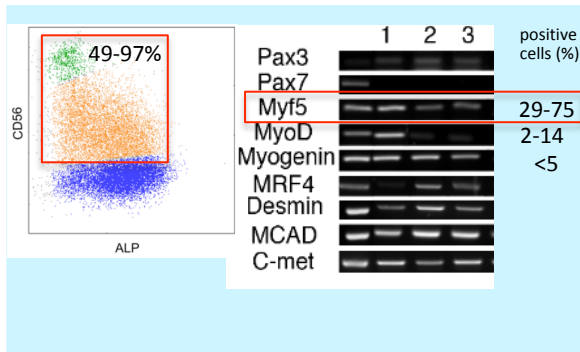 49-97%
CD56
ALP
1 2 3
positive
cells (%)
Pax3
Pax7
Myf5 29-75
MyoD 2-14
Myogenin <5
MRF4
Desmin
MCAD
C-met